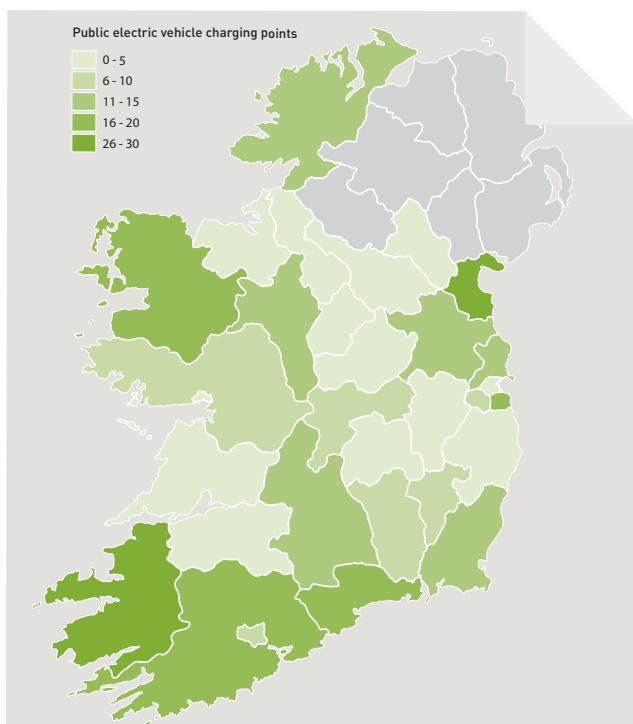 Public electric vehicle charging points
0 - 5
6 - 10
11 - 15
16 - 20
26 - 30